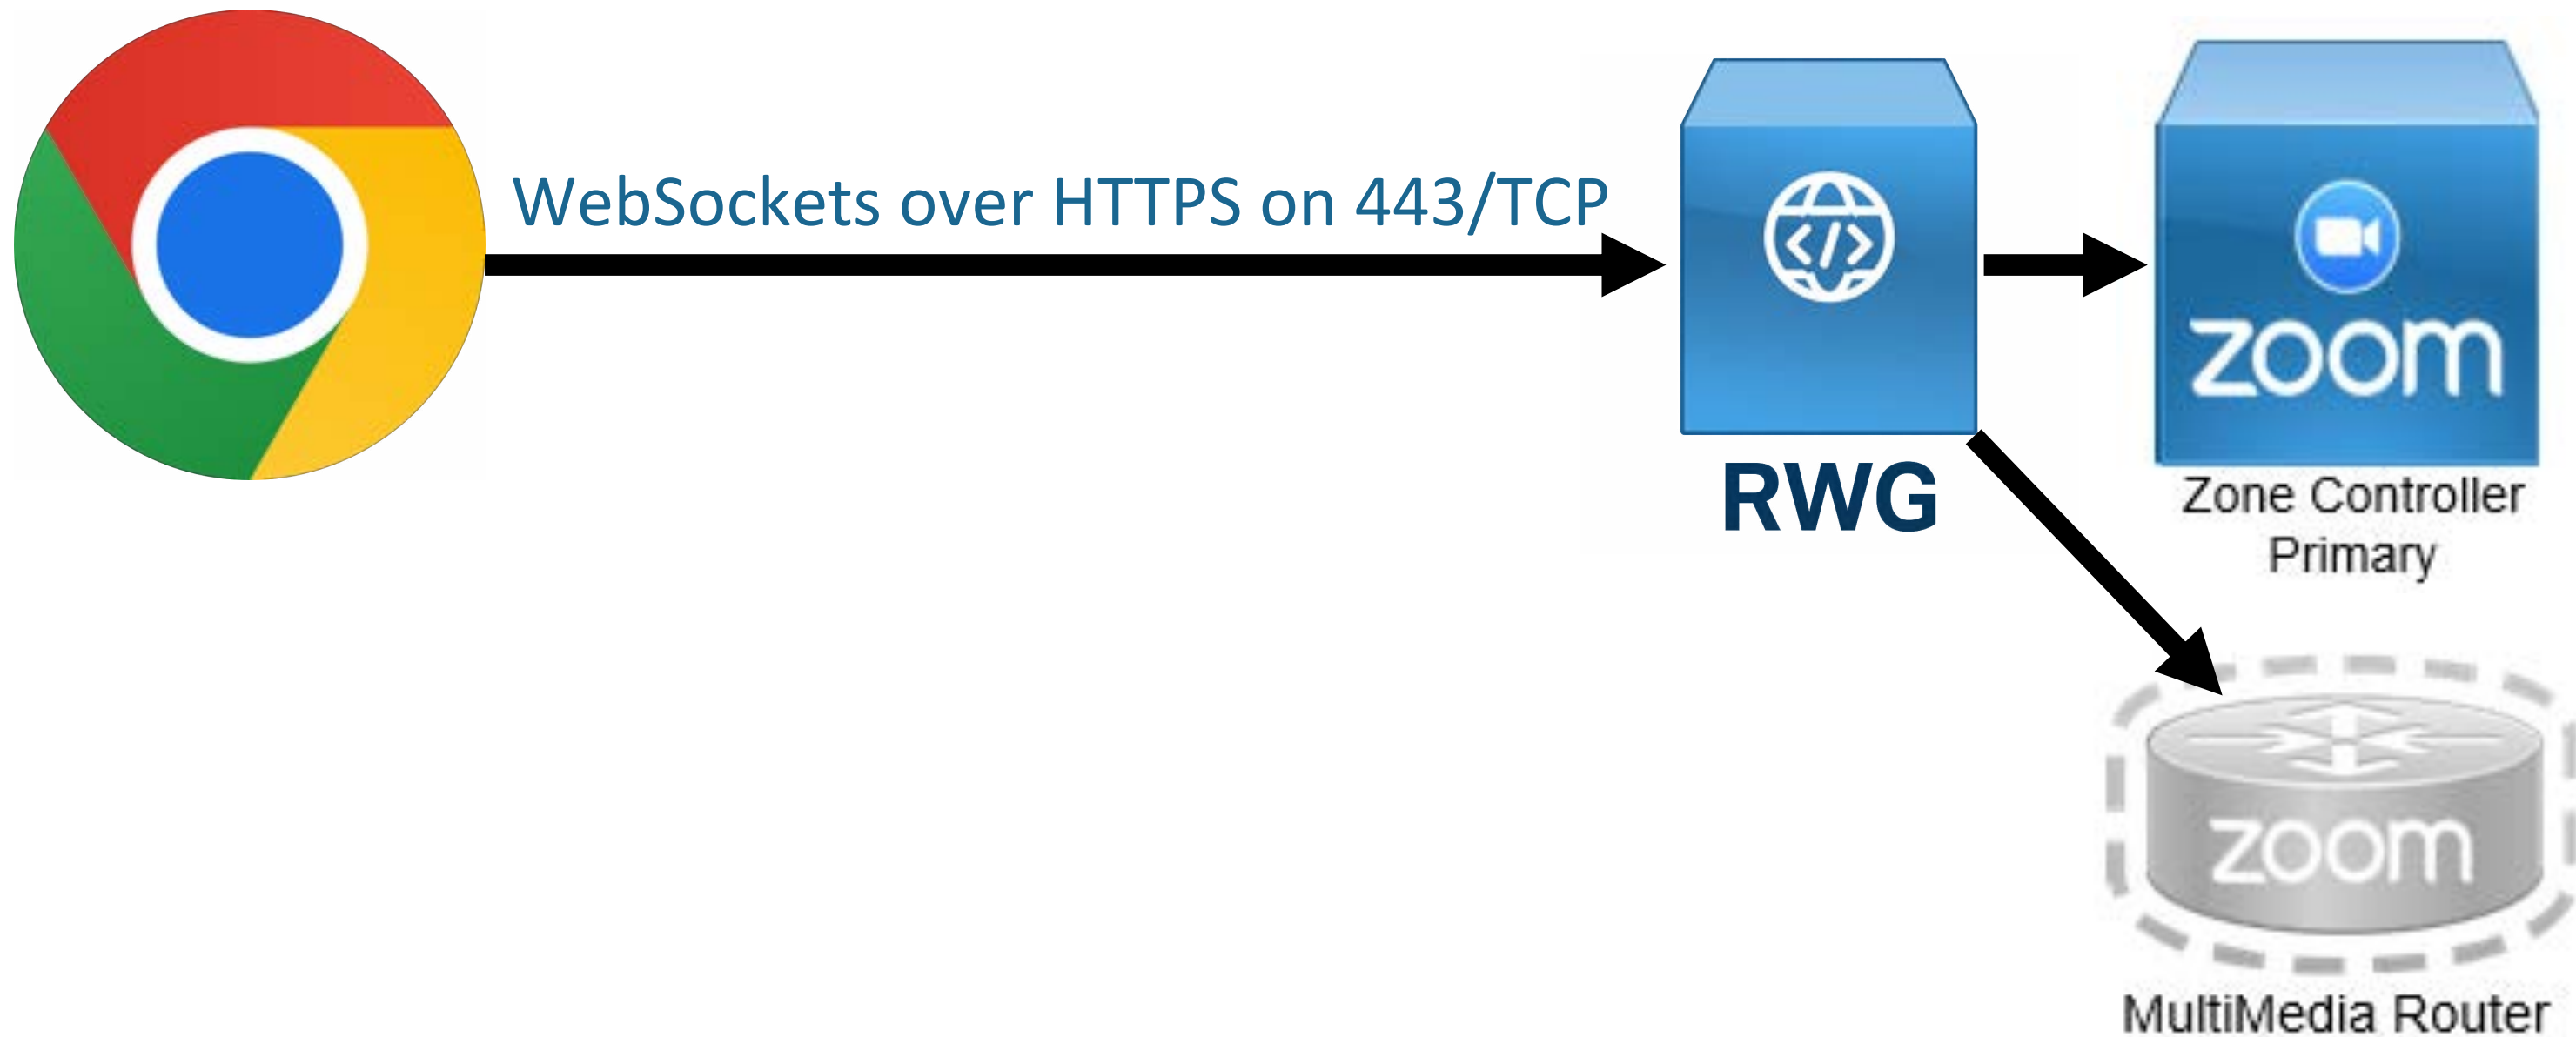 WebSockets over HTTPS on 443/TCP
</>
RWG
zoom
Zone Controller
Primary
zoom
MultiMedia Router